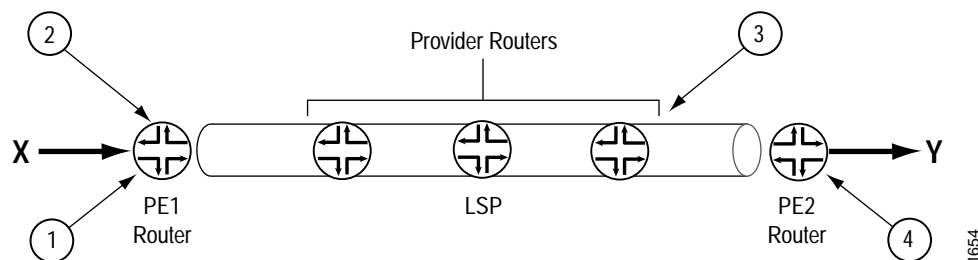 2
Provider Routers
3
X
Y
PE1
Router
LSP
PE2
Router
1
4
1654